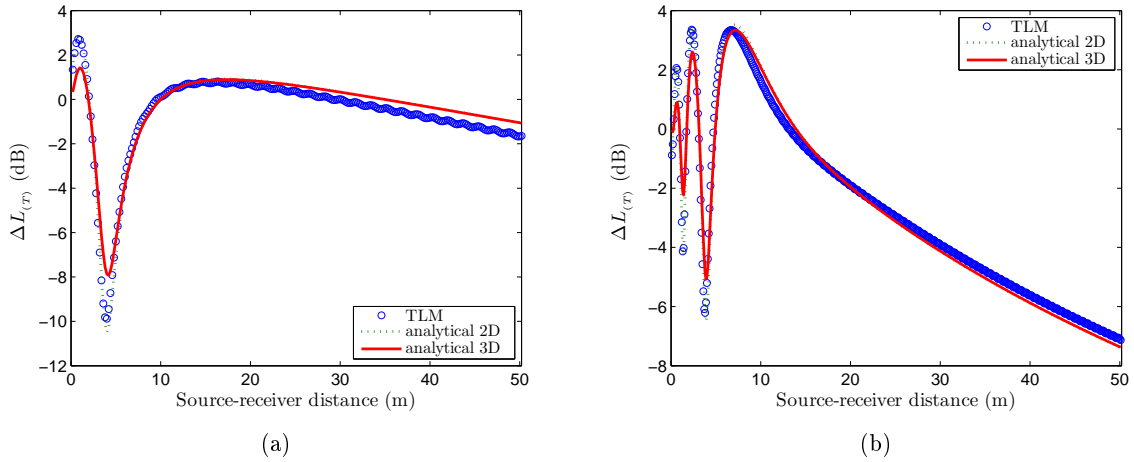 4
2
0
−2
−4
−6
−8
−10
−12
0 10 20 30 40 50
ΔL(T) (dB)
Source-receiver distance (m)
TLM
analytical 2D
analytical 3D
(a)
4
2
0
−2
−4
−6
−8
0 10 20 30 40 50
ΔL(T) (dB)
Source-receiver distance (m)
TLM
analytical 2D
analytical 3D
(b)